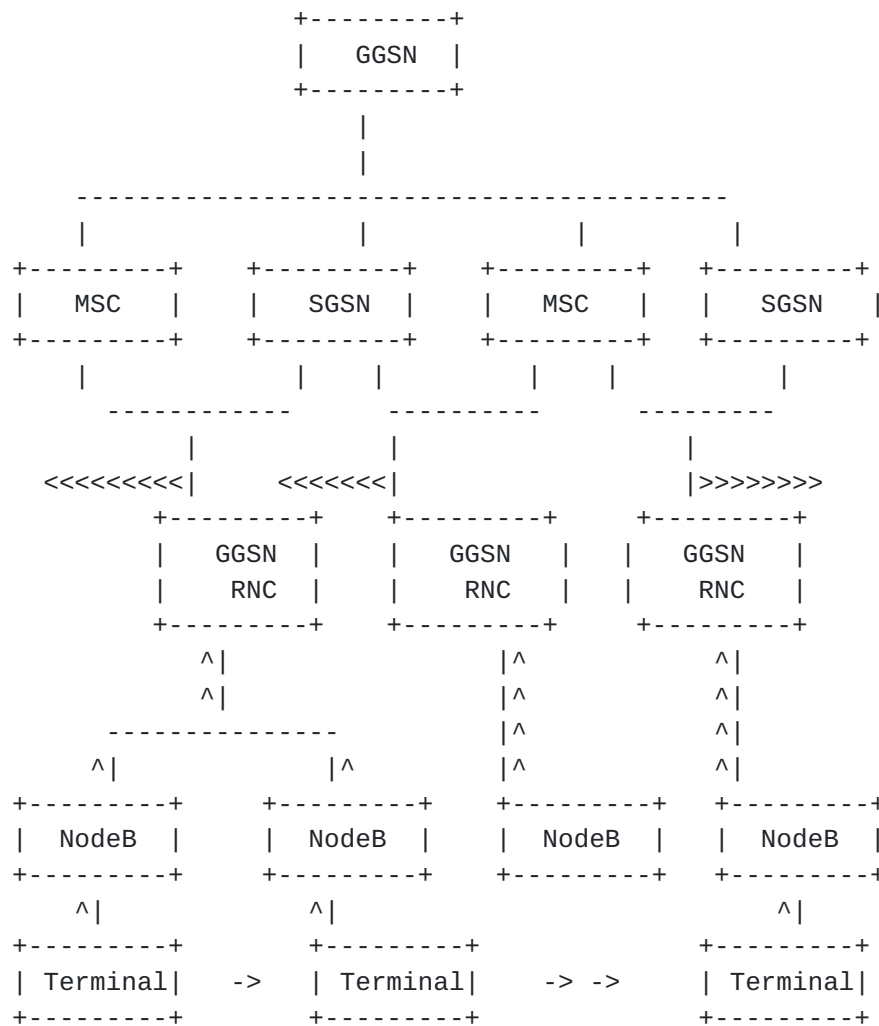 GGSN
MSC SGSN MSC SGSN
<<<<<<<<<| <<<<<<<| |>>>>>>>>
GGSN GGSN GGSN
RNC RNC RNC
NodeB NodeB NodeB NodeB
Terminal -> Terminal -> -> Terminal